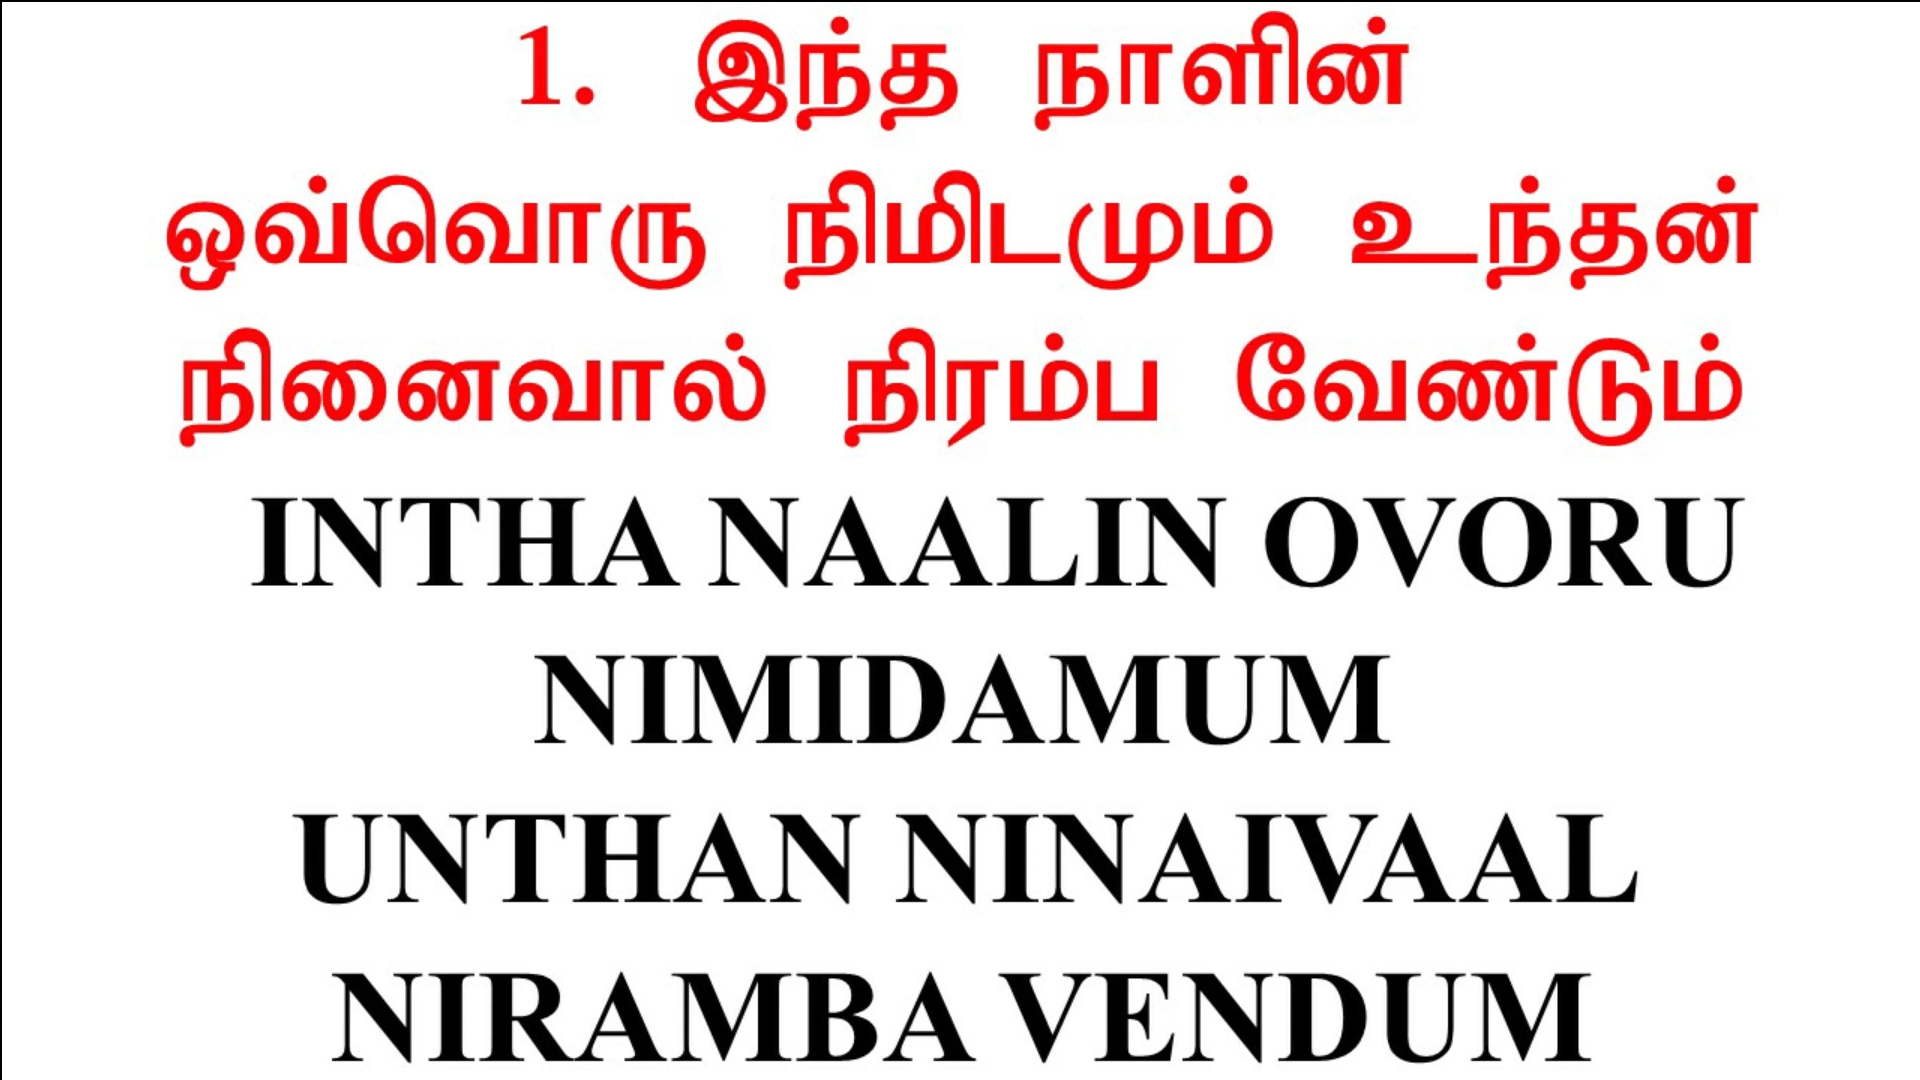 1. இந்த நாளின்
ஒவ்வொரு நிமிடமும் உந்தன்
நினைவால் நிரம்ப வேண்டும்
INTHA NAALIN OVORU
NIMIDAMUM
UNTHAN NINAIVAAL
NIRAMBA VENDUM